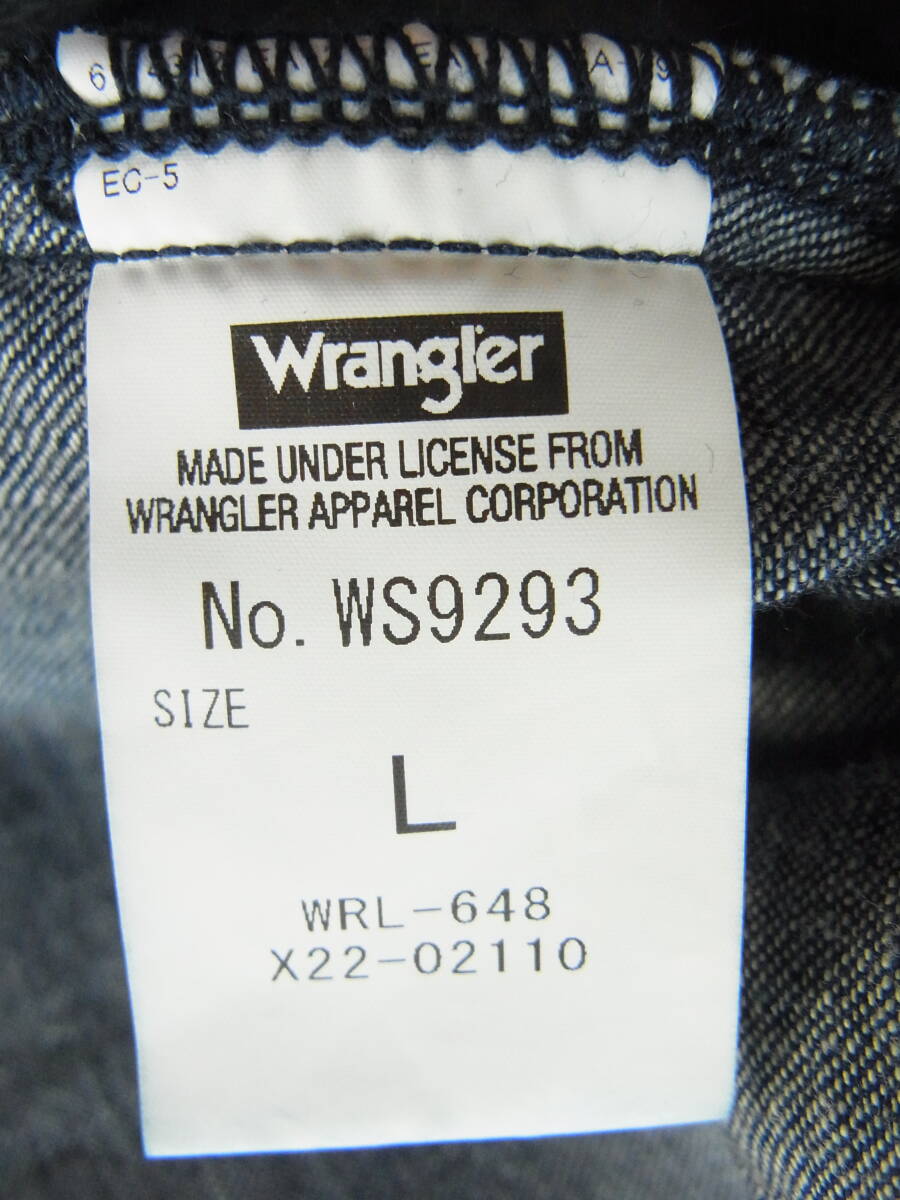 EC-5
Wrangler
MADE UNDER LICENSE FROM
WRANGLER APPAREL CORPORATION
No. WS9293
SIZE
L
WRL-648
X22-02110